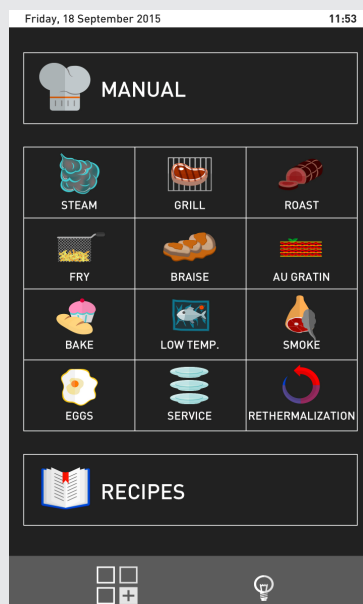 Friday, 18 September 2015 11:53
MANUAL
STEAM GRILL ROAST
FRY BRAISE AU GRATIN
BAKE LOW TEMP. SMOKE
EGGS SERVICE RETHERMALIZATION
RECIPES